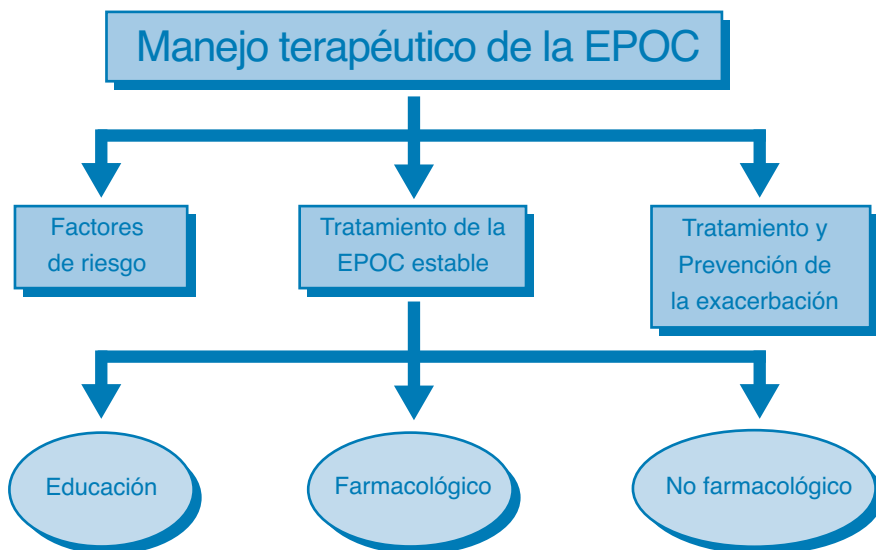 Manejo terapéutico de la EPOC
Factores
de riesgo
Tratamiento de la
EPOC estable
Tratamiento y
Prevención de
la exacerbación
Educación
Farmacológico
No farmacológico